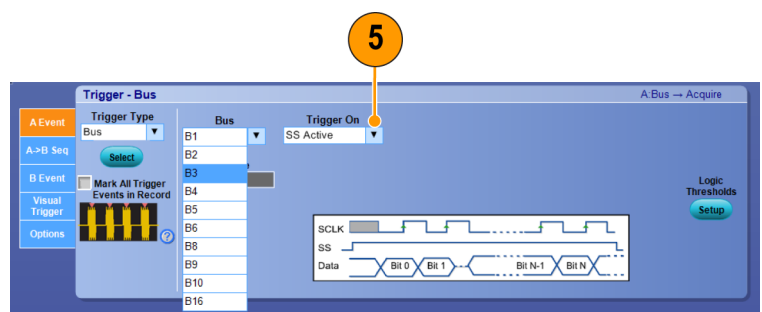 5
Trigger - Bus
A:Bus → Acquire
A Event
A->B Seq
B Event
Visual
Trigger
Options
Trigger Type
Bus
Select
Mark All Trigger
Events in Record
Bus
B1
B2
B3
B4
B5
B6
B8
B9
B10
B16
Trigger On
SS Active
SCLK
SS
Data
Bit 0
Bit 1
Bit N-1
Bit N
Logic
Thresholds
Setup